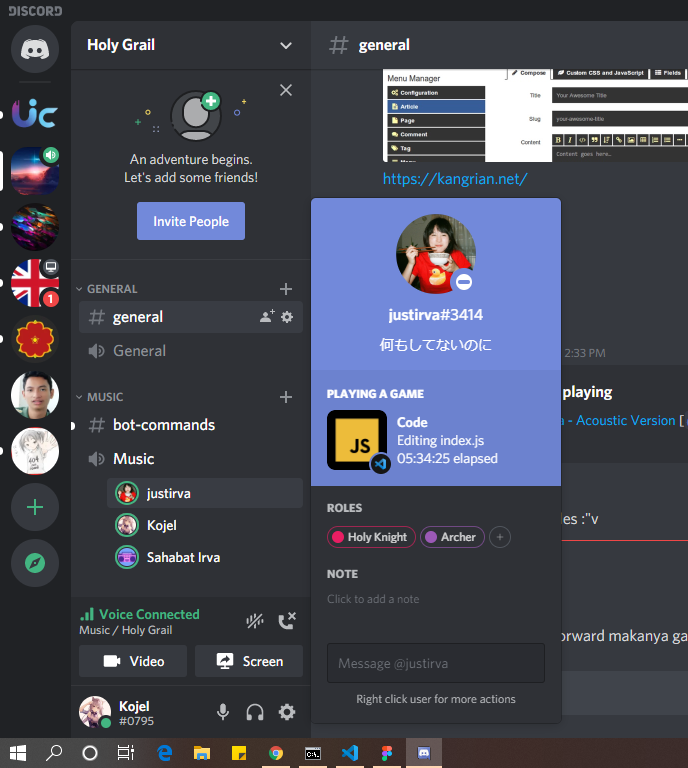 DISCORD
Holy Grail
An adventure begins.
Let's add some friends!
Invite People
GENERAL
general
General
MUSIC
bot-commands
Music
justirva
Kojel
Sahabat Irva
Voice Connected
Music / Holy Grail
Video
Screen
Kojel
#0795
1
general
Menu Manager
Configuration
Article
Page
Comment
Tag
Compose
Custom CSS and JavaScript
Fields
Title
Your Awesome Title
Slug
your-awesome-title
Content
Content goes here...
https://kangrian.net/
justirva#3414
何もしてないのに
PLAYING A GAME
JS
Code
Editing index.js
05:34:25 elapsed
ROLES
Holy Knight
Archer
NOTE
Click to add a note
Message @justirva
Right click user for more actions
2:33 PM
playing
a - Acoustic Version [
les :"v
orward makanya ga